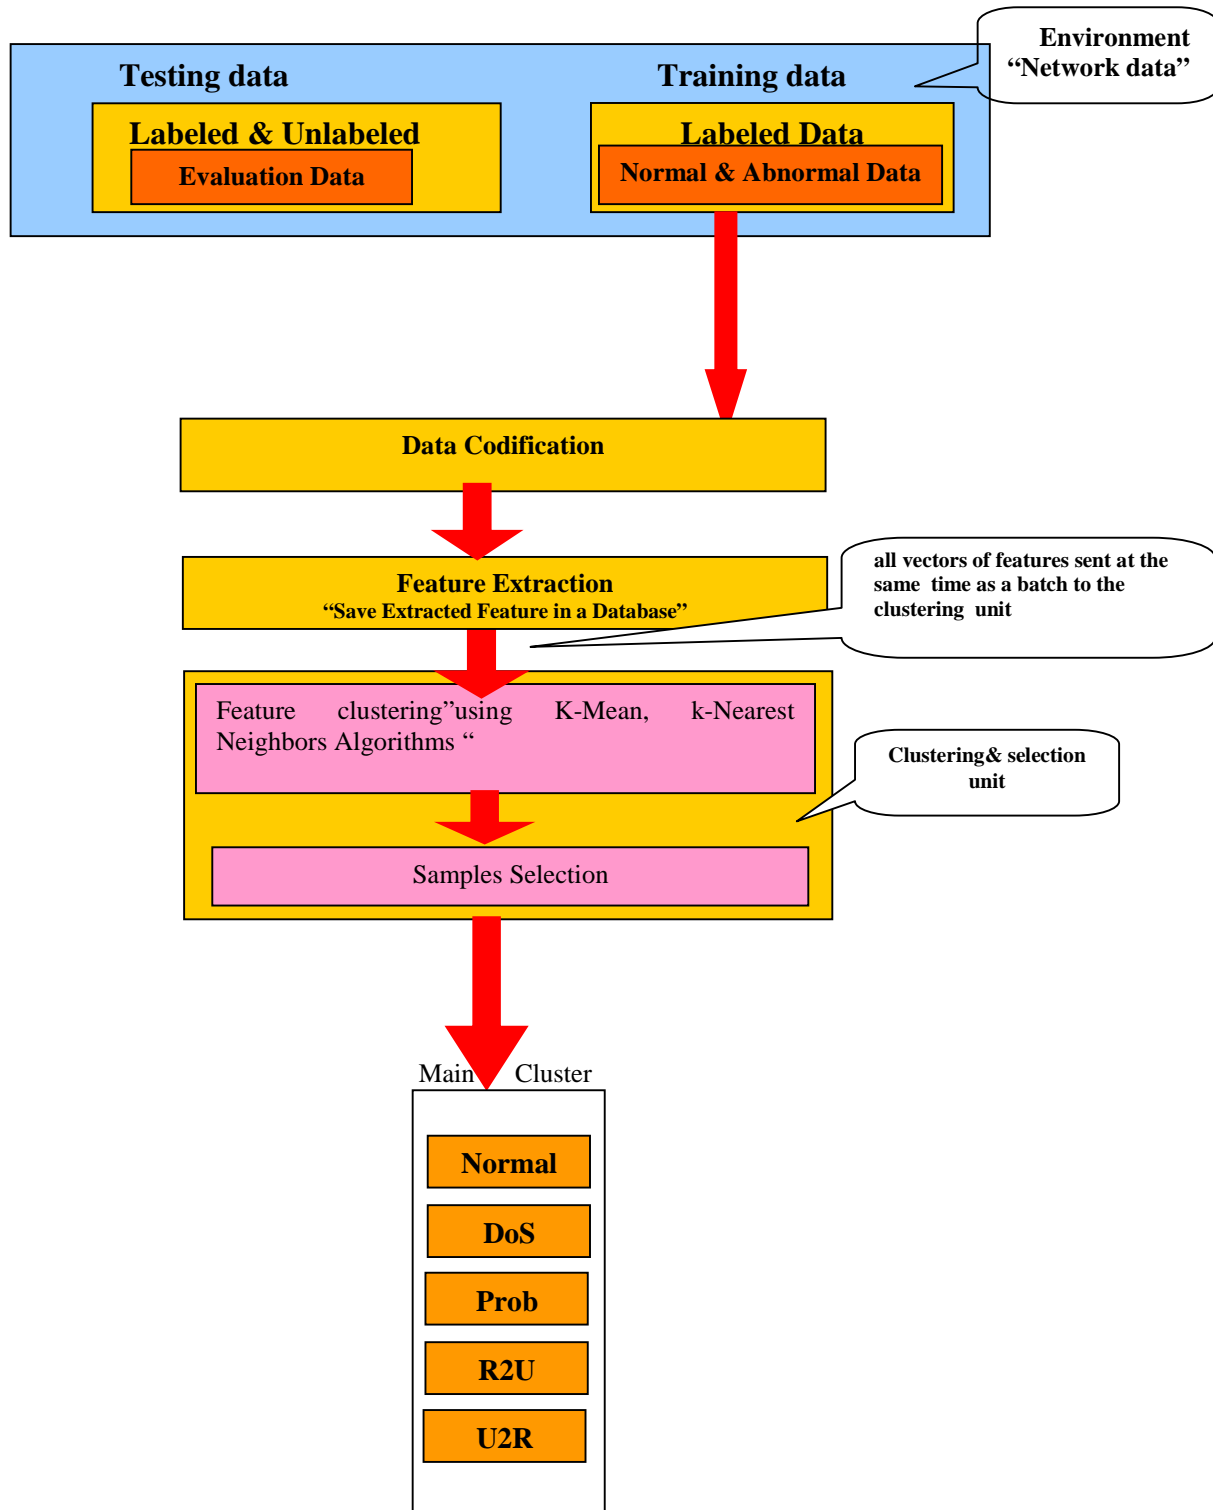 Environment
“Network data”
Testing data
Training data
Labeled & Unlabeled
Evaluation Data
Labeled Data
Normal & Abnormal Data
Data Codification
Feature Extraction
“Save Extracted Feature in a Database”
all vectors of features sent at the
same time as a batch to the
clustering unit
Feature clustering”using K-Mean, k-Nearest
Neighbors Algorithms “
Clustering& selection
unit
Samples Selection
Main Cluster
Normal
DoS
Prob
R2U
U2R